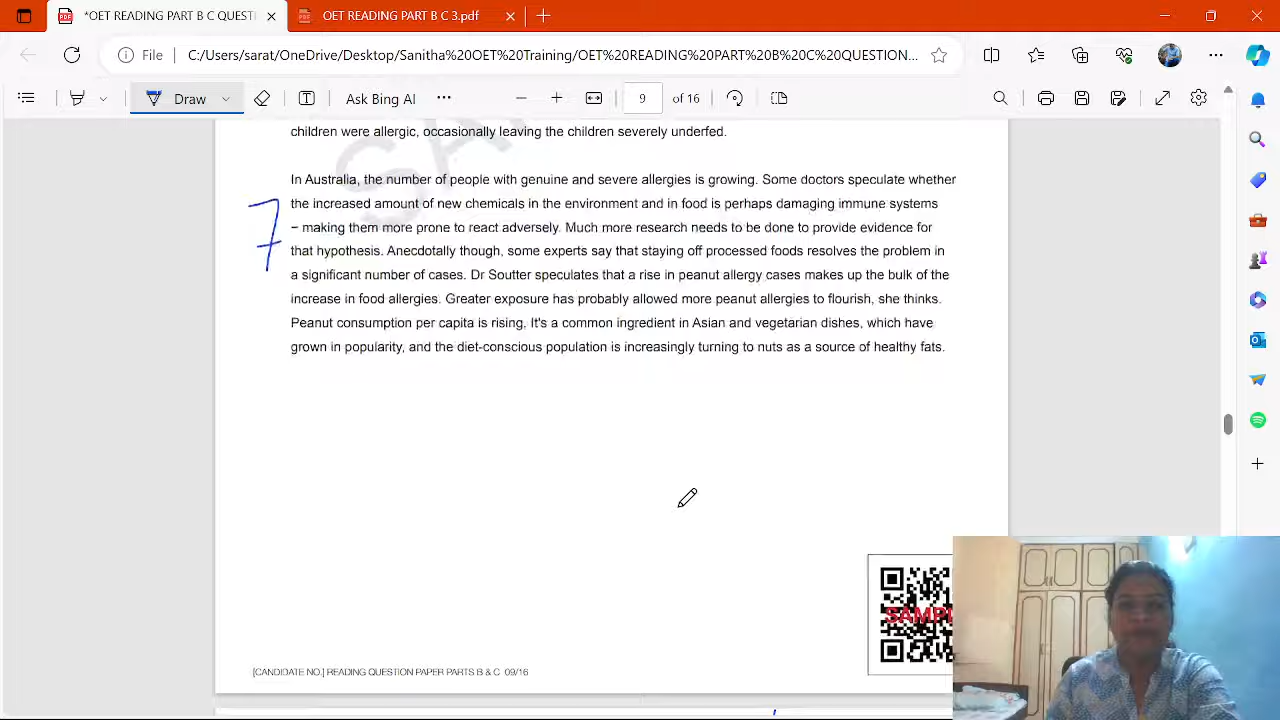 *OET READING PART B C QUESTI
OET READING PART B C 3.pdf
File
C:/Users/sarat/OneDrive/Desktop/Sanitha%20OET%20Training/OET%20READING%20PART%20B%20C%20QUESTION...
Draw
Ask Bing AI
9 of 16
children were allergic, occasionally leaving the children severely underfed.
In Australia, the number of people with genuine and severe allergies is growing. Some doctors speculate whether
the increased amount of new chemicals in the environment and in food is perhaps damaging immune systems
– making them more prone to react adversely. Much more research needs to be done to provide evidence for
that hypothesis. Anecdotally though, some experts say that staying off processed foods resolves the problem in
a significant number of cases. Dr Soutter speculates that a rise in peanut allergy cases makes up the bulk of the
increase in food allergies. Greater exposure has probably allowed more peanut allergies to flourish, she thinks.
Peanut consumption per capita is rising. It's a common ingredient in Asian and vegetarian dishes, which have
grown in popularity, and the diet-conscious population is increasingly turning to nuts as a source of healthy fats.
7
[CANDIDATE NO.] READING QUESTION PAPER PARTS B & C 09/16